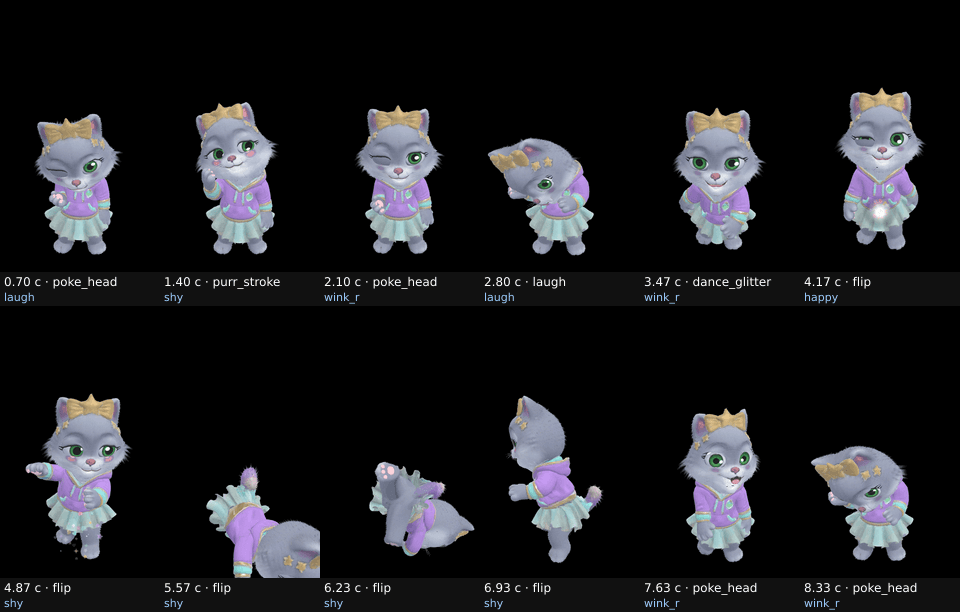 0.70 c · poke_head
laugh
1.40 c · purr_stroke
shy
2.10 c · poke_head
wink_r
2.80 c · laugh
laugh
3.47 c · dance_glitter
wink_r
4.17 c · flip
happy
4.87 c · flip
shy
5.57 c · flip
shy
6.23 c · flip
shy
6.93 c · flip
shy
7.63 c · poke_head
wink_r
8.33 c · poke_head
wink_r